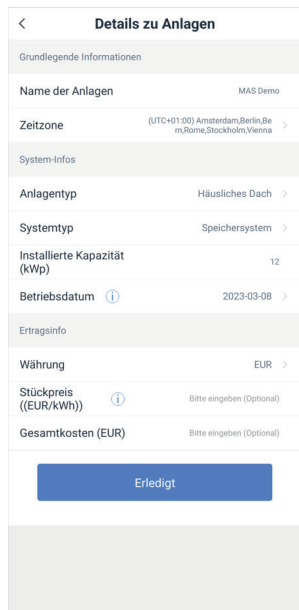 Details zu Anlagen
Grundlegende Informationen
Name der Anlagen MAS Demo
Zeitzone (UTC+01:00) Amsterdam,Berlin,Be
rn,Rome,Stockholm,Vienna
System-Infos
Anlagentyp Häusliches Dach
Systemtyp Speichersystem
Installierte Kapazität
(kWp) 12
Betriebsdatum i 2023-03-08
Ertragsinfo
Währung EUR
Stückpreis
((EUR/kWh)) i Bitte eingeben (Optional)
Gesamtkosten (EUR) Bitte eingeben (Optional)
Erledigt